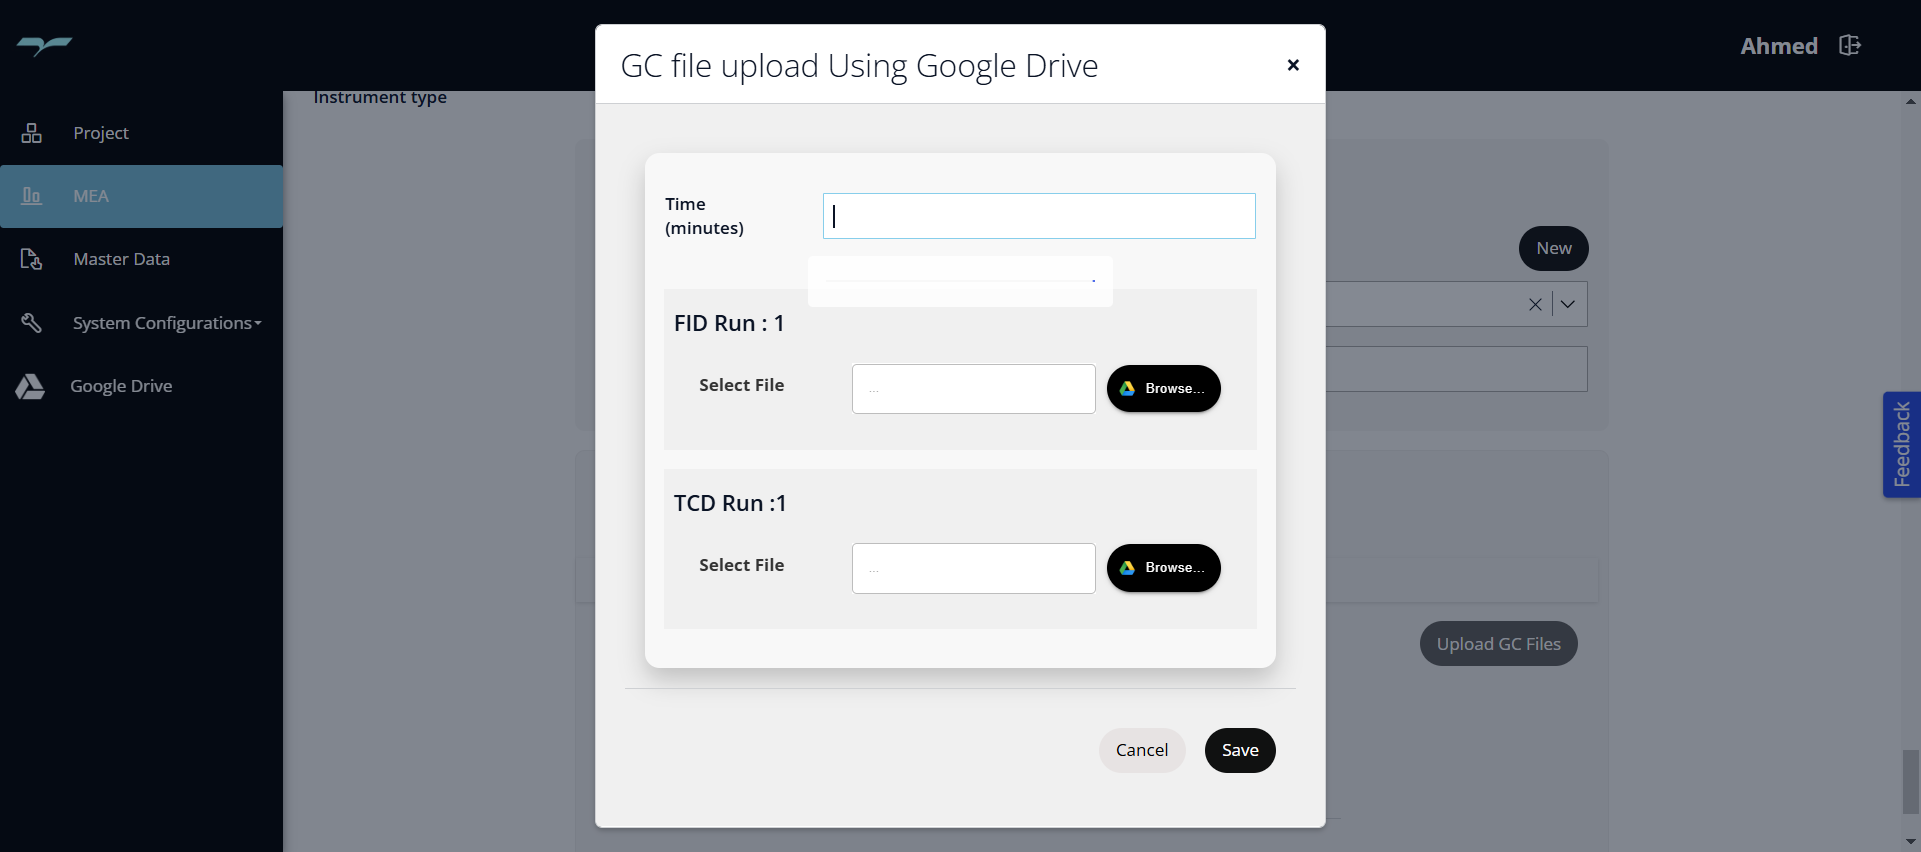 GC file upload Using Google Drive
×
Ahmed
Instrument type
Project
MEA
Master Data
System Configurations
Google Drive
Time
(minutes)
New
FID Run : 1
Select File
...
Browse...
TCD Run :1
Select File
...
Browse...
Upload GC Files
Feedback
Cancel
Save